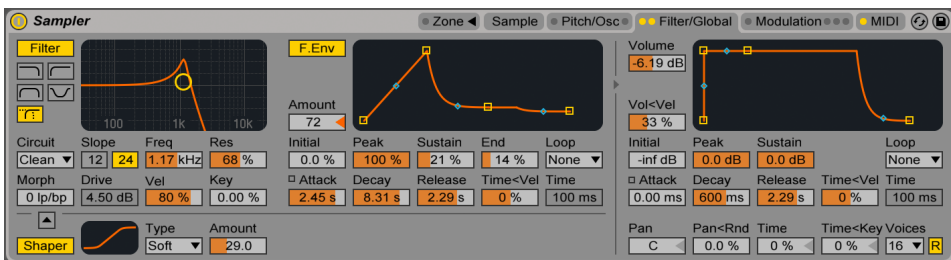 Sampler Zone Sample Pitch/Osc Filter/Global Modulation MIDI
Filter F.Env Volume
-6.19 dB
Amount Vol<Vel
100 1k 10k 72 33 %
Circuit Slope Freq Res Initial Peak Sustain End Loop Initial Peak Sustain Loop
Clean 12 24 1.17 kHz 68 % 0.0 % 100 % 21 % 14 % None -inf dB 0.0 dB 0.0 dB None
Morph Drive Vel Key Attack Decay Release Time<Vel Time Attack Decay Release Time<Vel Time
0 lp/bp 4.50 dB 80 % 0.00 % 2.45 s 8.31 s 2.29 s 0 % 100 ms 0.00 ms 600 ms 2.29 s 0 % 100 ms
Type Amount Pan Pan<Rnd Time Time<Key Voices
Shaper Soft 29.0 C 0.0 % 0 % 0 % 16 R